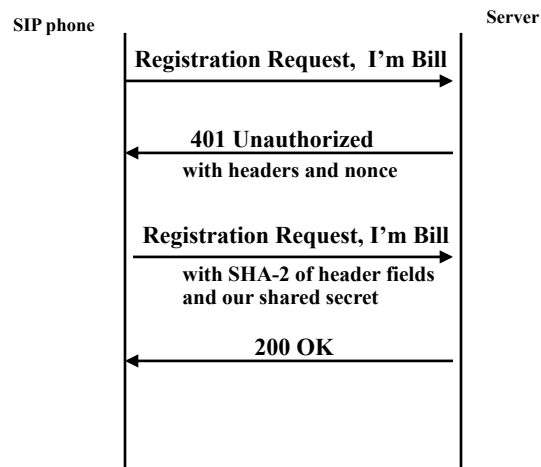 SIP phone
Server
Registration Request,  I’m Bill
401 Unauthorized
with headers and nonce
Registration Request, I’m Bill
with SHA-2 of header fields
and our shared secret
200 OK